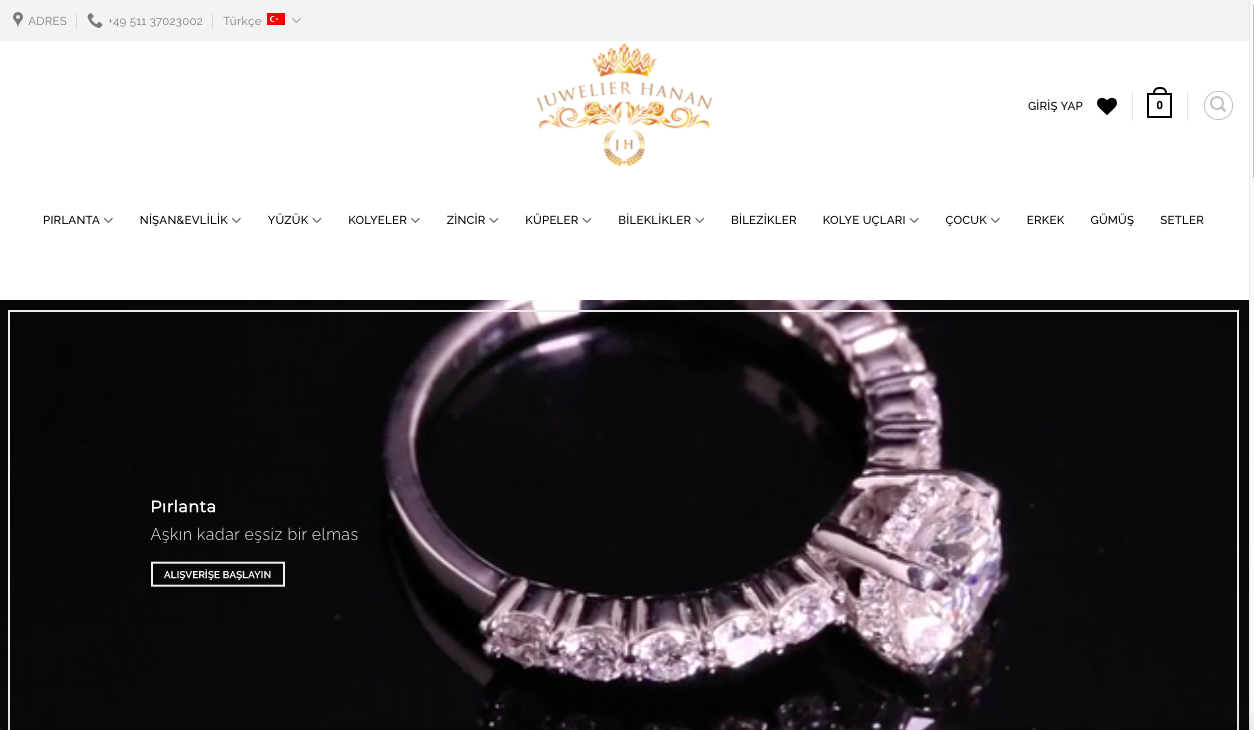 ADRES
+49 511 37023002
Türkçe
JUWELIER HANAN
JH
GİRİŞ YAP
0
PIRLANTA
NİŞAN&EVLİLİK
YÜZÜK
KOLYELER
ZİNCİR
KÜPELER
BİLEKLİKLER
BİLEZİKLER
KOLYE UÇLARI
ÇOCUK
ERKEK
GÜMÜŞ
SETLER
Pırlanta
Aşkın kadar eşsiz bir elmas
ALIŞVERİŞE BAŞLAYIN